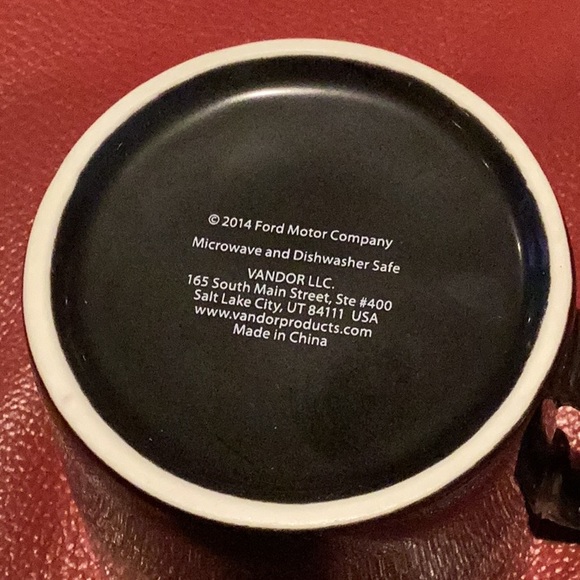 © 2014 Ford Motor Company
Microwave and Dishwasher Safe
VANDOR LLC.
165 South Main Street, Ste #400
Salt Lake City, UT 84111 USA
www.vandorproducts.com
Made in China